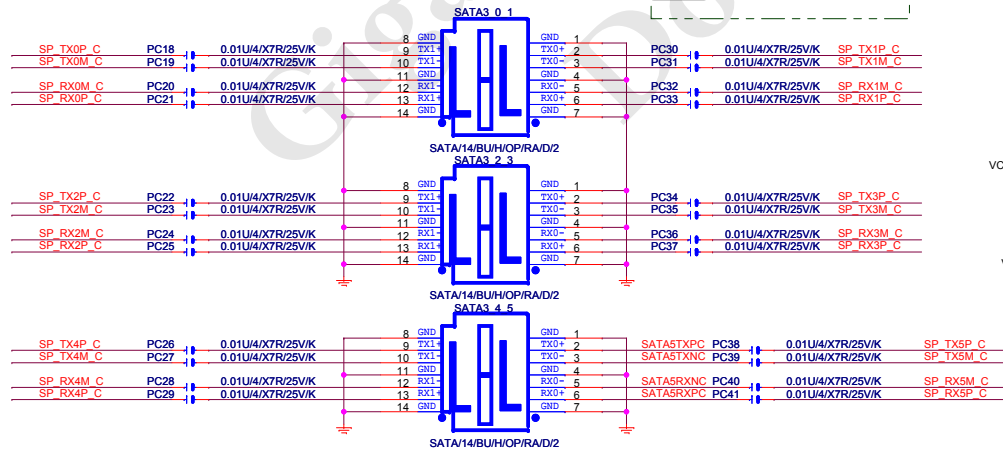 SATA3_0_1
8 GND GND 1
SP_TX0P_C PC18 0.01U/4/X7R/25V/K 9 TX1+ TX0+ 2 PC30 0.01U/4/X7R/25V/K SP_TX1P_C
SP_TX0M_C PC19 0.01U/4/X7R/25V/K 10 TX1- TX0- 3 PC31 0.01U/4/X7R/25V/K SP_TX1M_C
11 GND GND 4
SP_RX0M_C PC20 0.01U/4/X7R/25V/K 12 RX1- RX0- 5 PC32 0.01U/4/X7R/25V/K SP_RX1M_C
SP_RX0P_C PC21 0.01U/4/X7R/25V/K 13 RX1+ RX0+ 6 PC33 0.01U/4/X7R/25V/K SP_RX1P_C
14 GND GND 7
SATA/14/BU/H/OP/RA/D/2
SATA3_2_3
8 GND GND 1
SP_TX2P_C PC22 0.01U/4/X7R/25V/K 9 TX1+ TX0+ 2 PC34 0.01U/4/X7R/25V/K SP_TX3P_C
SP_TX2M_C PC23 0.01U/4/X7R/25V/K 10 TX1- TX0- 3 PC35 0.01U/4/X7R/25V/K SP_TX3M_C
11 GND GND 4
SP_RX2M_C PC24 0.01U/4/X7R/25V/K 12 RX1- RX0- 5 PC36 0.01U/4/X7R/25V/K SP_RX3M_C
SP_RX2P_C PC25 0.01U/4/X7R/25V/K 13 RX1+ RX0+ 6 PC37 0.01U/4/X7R/25V/K SP_RX3P_C
14 GND GND 7
SATA/14/BU/H/OP/RA/D/2
SATA3_4_5
8 GND GND 1
SP_TX4P_C PC26 0.01U/4/X7R/25V/K 9 TX1+ TX0+ 2 SATA5TXPC PC38 0.01U/4/X7R/25V/K SP_TX5P_C
SP_TX4M_C PC27 0.01U/4/X7R/25V/K 10 TX1- TX0- 3 SATA5TXNC PC39 0.01U/4/X7R/25V/K SP_TX5M_C
11 GND GND 4
SP_RX4M_C PC28 0.01U/4/X7R/25V/K 12 RX1- RX0- 5 SATA5RXNC PC40 0.01U/4/X7R/25V/K SP_RX5M_C
SP_RX4P_C PC29 0.01U/4/X7R/25V/K 13 RX1+ RX0+ 6 SATA5RXPC PC41 0.01U/4/X7R/25V/K SP_RX5P_C
14 GND GND 7
SATA/14/BU/H/OP/RA/D/2